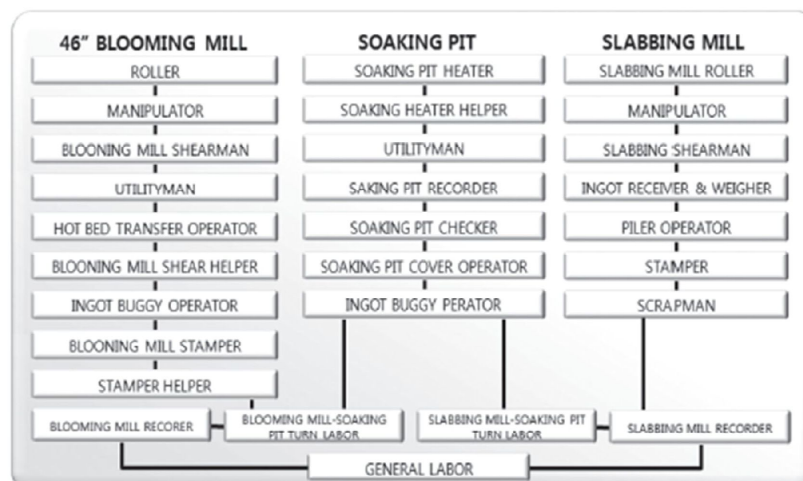 46” BLOOMING MILL
ROLLER
MANIPULATOR
BLOONING MILL SHEARMAN
UTILITYMAN
HOT BED TRANSFER OPERATOR
BLOONING MILL SHEAR HELPER
INGOT BUGGY OPERATOR
BLOONING MILL STAMPER
STAMPER HELPER
SOAKING PIT
SOAKING PIT HEATER
SOAKING HEATER HELPER
UTILITYMAN
SAKING PIT RECORDER
SOAKING PIT CHECKER
SOAKING PIT COVER OPERATOR
INGOT BUGGY PERATOR
SLABBING MILL
SLABBING MILL ROLLER
MANIPULATOR
SLABBING SHEARMAN
INGOT RECEIVER & WEIGHER
PILER OPERATOR
STAMPER
SCRAPMAN
BLOOMING MILL RECORER
BLOOMING MILL-SOAKING
PIT TURN LABOR
SLABBING MILL-SOAKING PIT
TURN LABOR
SLABBING MILL RECORDER
GENERAL LABOR